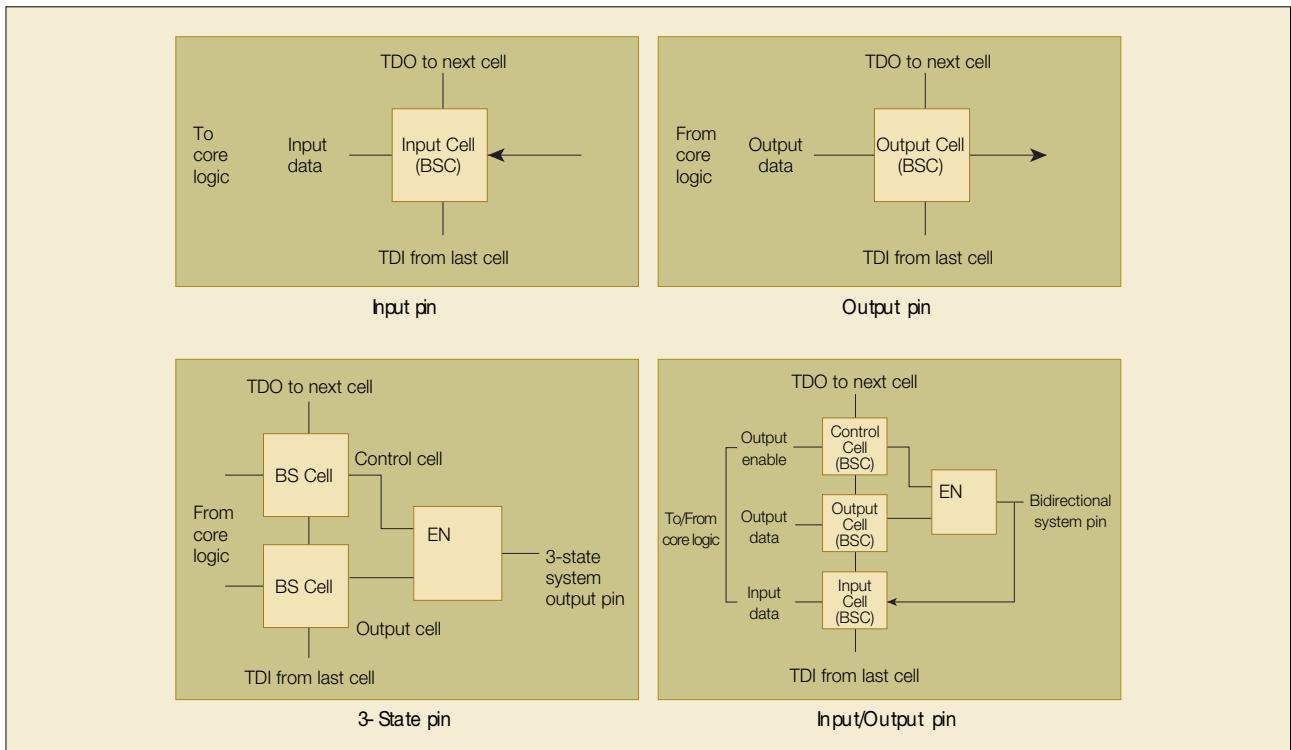 TDO to next cell
To
core
logic
Input
data
Input Cell
(BSC)
TDI from last cell
Input pin
TDO to next cell
From
core
logic
Output
data
Output Cell
(BSC)
TDI from last cell
Output pin
TDO to next cell
BS Cell
Control cell
From
core
logic
EN
BS Cell
3-state
system
output pin
Output cell
TDI from last cell
3- State pin
TDO to next cell
Output
enable
Control
Cell
(BSC)
EN
Bidirectional
system pin
To/From
core logic
Output
data
Output
Cell
(BSC)
Input
data
Input
Cell
(BSC)
TDI from last cell
Input/Output pin